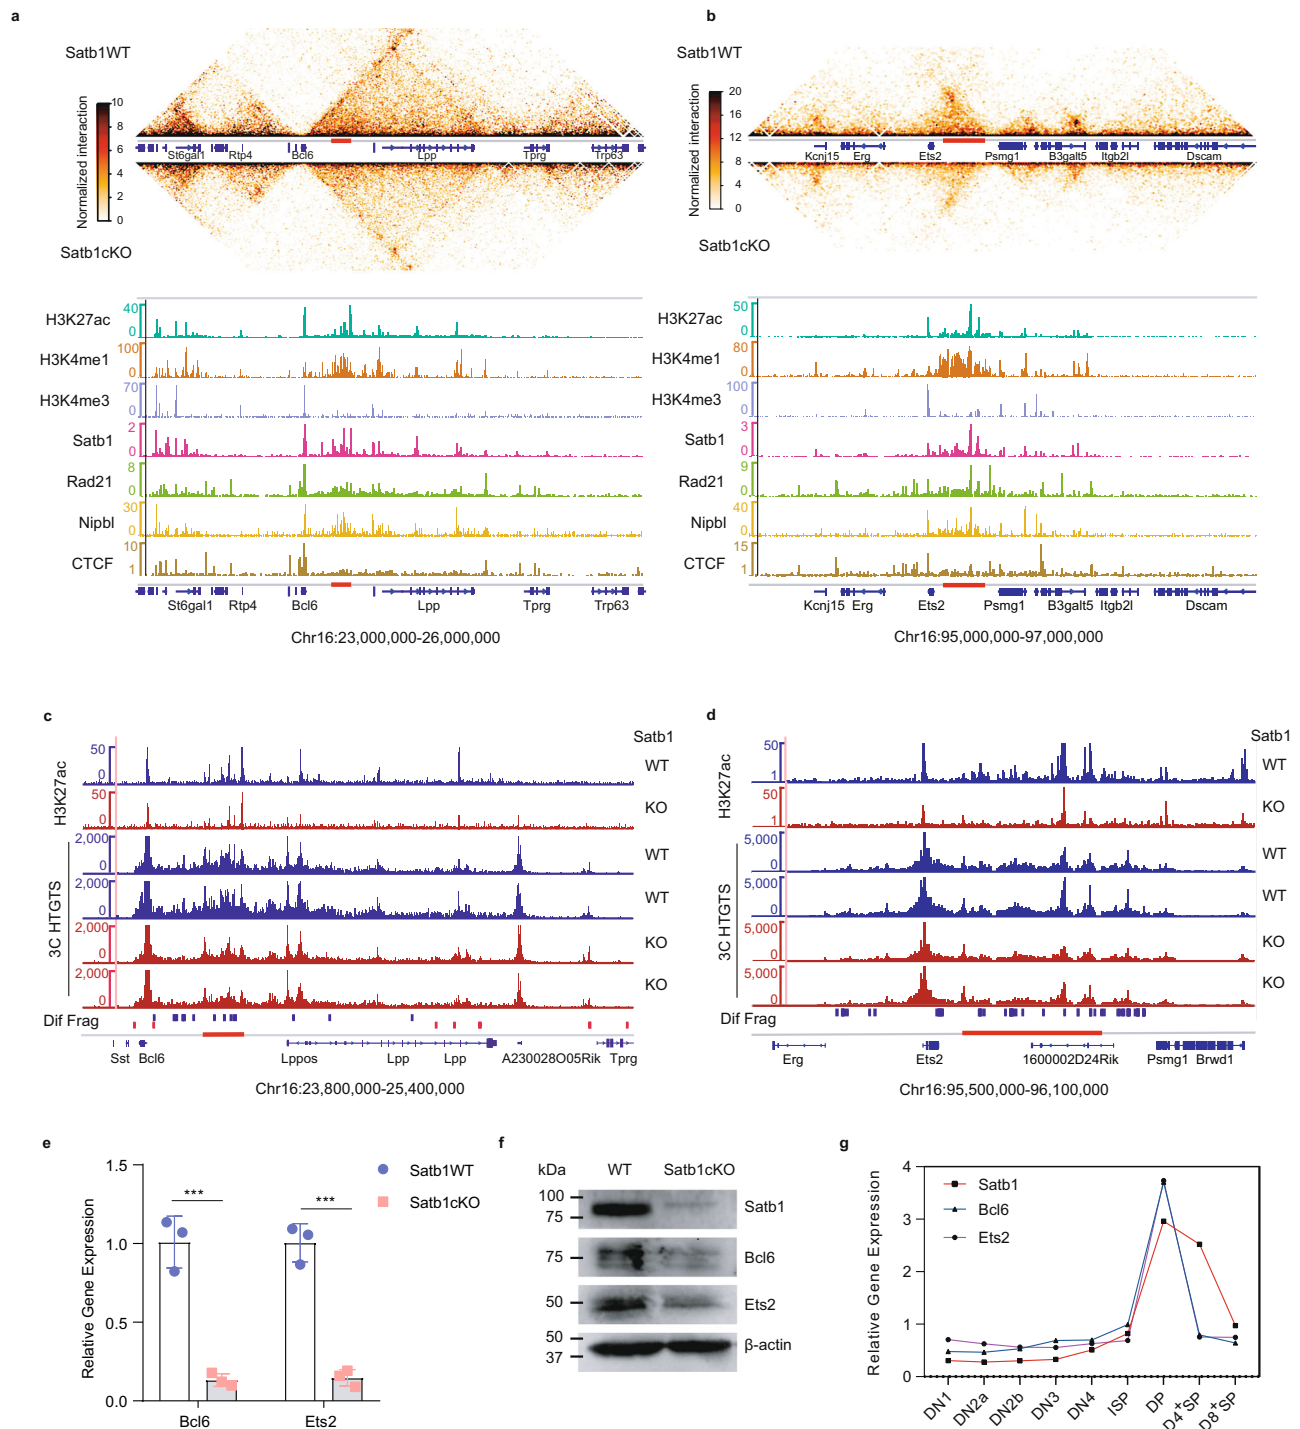 a
Satb1WT
Normalized interaction
10
8
6
4
2
0
St6gal1 Rtp4 Bcl6 Lpp Tprg Trp63
Satb1cKO
H3K27ac 40 0
H3K4me1 100 0
H3K4me3 70 0
Satb1 2 0
Rad21 8 0
Nipbl 30 0
CTCF 10 1
St6gal1 Rtp4 Bcl6 Lpp Tprg Trp63
Chr16:23,000,000-26,000,000
b
Satb1WT
Normalized interaction
20
16
12
8
4
0
Kcnj15 Erg Ets2 Psmg1 B3galt5 Itgb2l Dscam
Satb1cKO
H3K27ac 50 0
H3K4me1 80 0
H3K4me3 100 0
Satb1 3 0
Rad21 9 0
Nipbl 40 0
CTCF 15 1
Kcnj15 Erg Ets2 Psmg1 B3galt5 Itgb2l Dscam
Chr16:95,000,000-97,000,000
c
Satb1
H3K27ac
50 0 WT
50 0 KO
3C HTGTS
2,000 0 WT
2,000 0 WT
2,000 0 KO
2,000 0 KO
Dif Frag
Sst Bcl6 Lppos Lpp Lpp A230028O05Rik Tprg
Chr16:23,800,000-25,400,000
d
Satb1
H3K27ac
50 1 WT
50 1 KO
3C HTGTS
5,000 0 WT
5,000 0 WT
5,000 0 KO
5,000 0 KO
Dif Frag
Erg Ets2 1600002D24Rik Psmg1 Brwd1
Chr16:95,500,000-96,100,000
e
Relative Gene Expression
1.5
1.0
0.5
0.0
*** ***
Bcl6 Ets2
Satb1WT
Satb1cKO
f
kDa WT Satb1cKO
100
75 Satb1
75 Bcl6
50 Ets2
50
37 β-actin
g
Relative Gene Expression
4
3
2
1
0
Satb1
Bcl6
Ets2
DN1 DN2a DN2b DN3 DN4 ISP DP D4⁺SP D8⁺SP